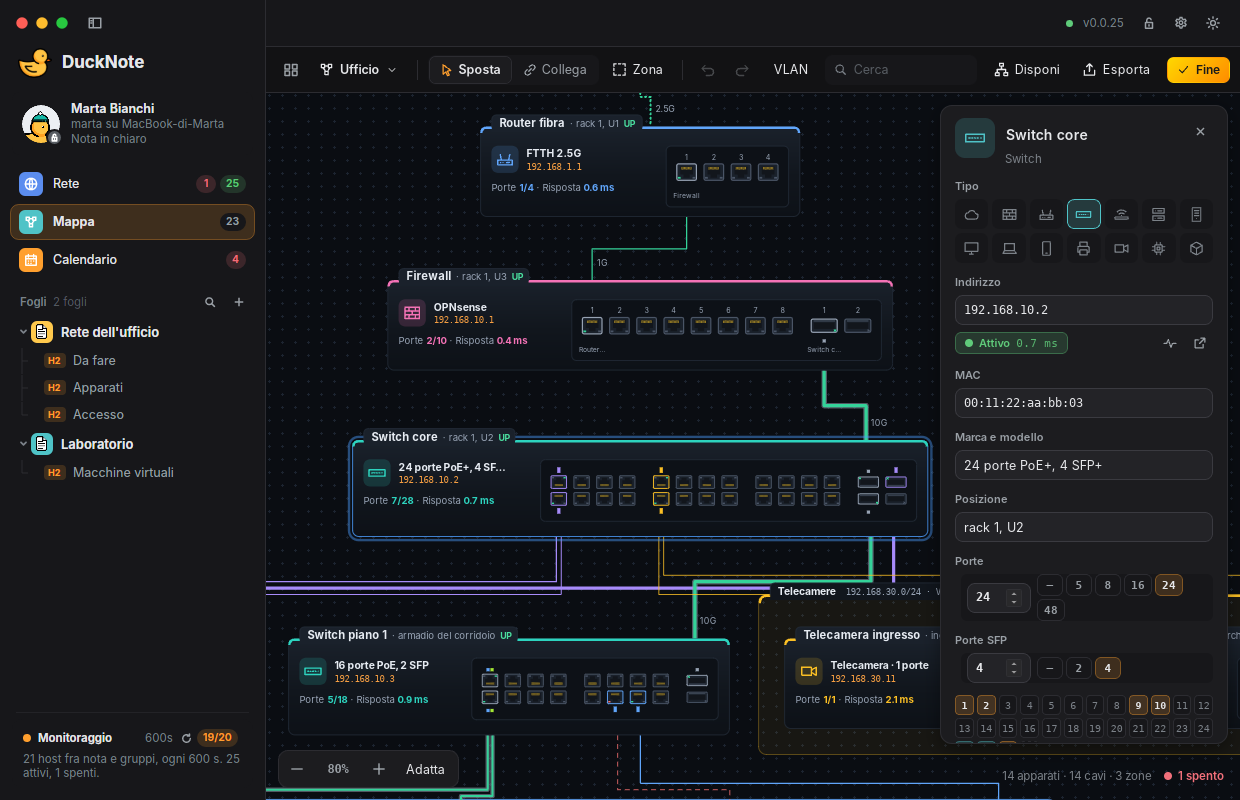 v0.0.25
DuckNote
Marta Bianchi
marta su MacBook-di-Marta
Nota in chiaro
Rete
1
25
Mappa
23
Calendario
4
Fogli 2 fogli
Rete dell'ufficio
H2 Da fare
H2 Apparati
H2 Accesso
Laboratorio
H2 Macchine virtuali
Monitoraggio 600s 19/20
21 host fra nota e gruppi, ogni 600 s. 25
attivi, 1 spenti.
Ufficio
Sposta
Collega
Zona
VLAN
Cerca
Disponi
Esporta
Fine
2.5G
Router fibra · rack 1, U1 UP
FTTH 2.5G
192.168.1.1
Porte 1/4 · Risposta 0.6 ms
1 2 3 4
Firewall
1G
Firewall · rack 1, U3 UP
OPNsense
192.168.10.1
Porte 2/10 · Risposta 0.4 ms
1 2 3 4 5 6 7 8 1 2
Router...
Switch c...
10G
Switch core · rack 1, U2 UP
24 porte PoE+, 4 SF...
192.168.10.2
Porte 7/28 · Risposta 0.7 ms
10G
Switch piano 1 · armadio del corridoio UP
16 porte PoE, 2 SFP
192.168.10.3
Porte 5/18 · Risposta 0.9 ms
Telecamere 192.168.30.0/24 ·
Telecamera ingresso ·
Telecamera · 1 porte
192.168.30.11
Porte 1/1 · Risposta 2.1 ms
80%
Adatta
14 apparati · 14 cavi · 3 zone
1 spento
Switch core
Switch
Tipo
Indirizzo
192.168.10.2
Attivo 0.7 ms
MAC
00:11:22:aa:bb:03
Marca e modello
24 porte PoE+, 4 SFP+
Posizione
rack 1, U2
Porte
24
— 5 8 16 24
48
Porte SFP
4
— 2 4
1 2 3 4 5 6 7 8 9 10 11 12
13 14 15 16 17 18 19 20 21 22 23 24